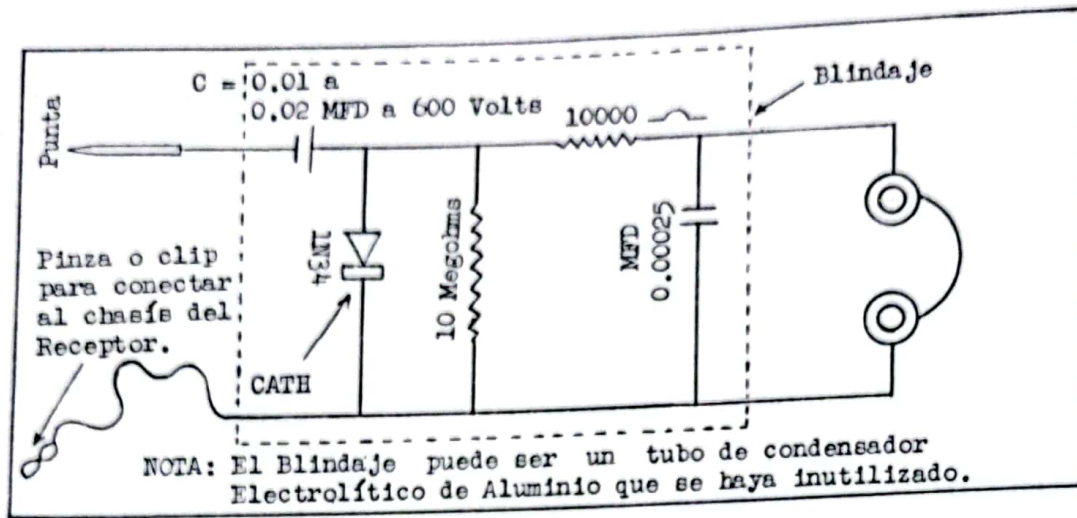 C = 0.01 a
0.02 MFD a 600 Volts
Blindaje
10000
Punta
1N34
10 Megohms
MFD
0.00025
Pinza o clip
para conectar
al chasís del
Receptor.
CATH
NOTA: El Blindaje puede ser un tubo de condensador
Electrolítico de Aluminio que se haya inutilizado.